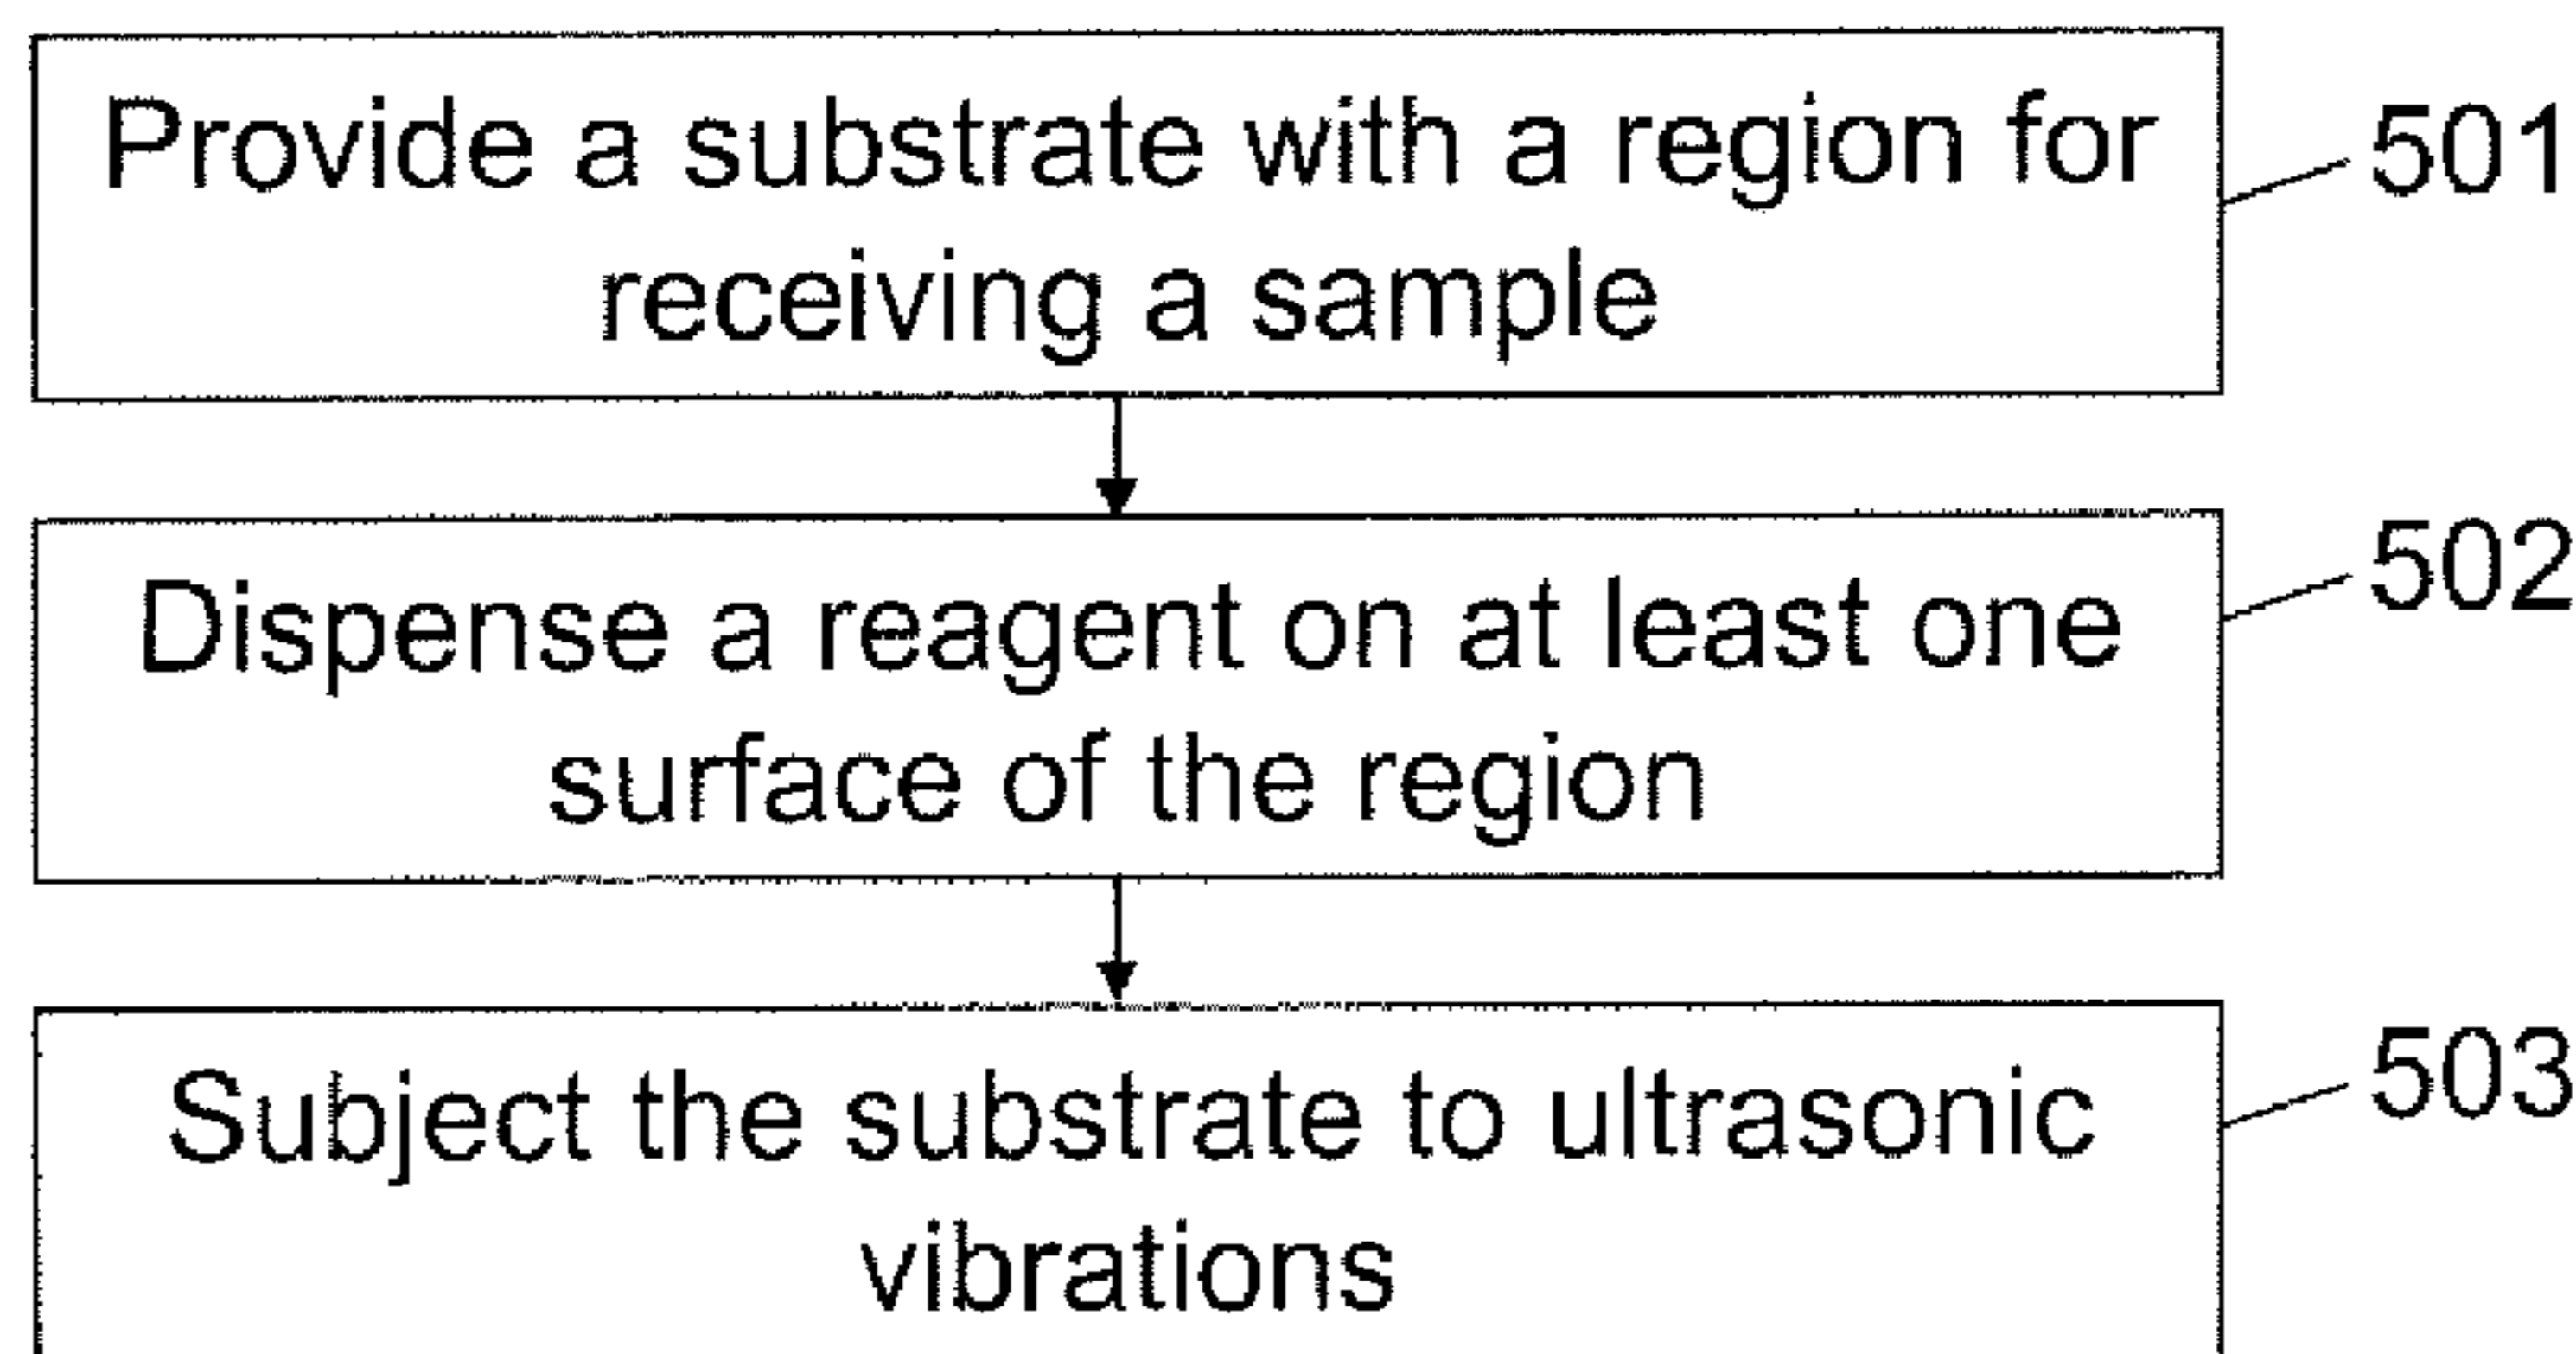 Provide a substrate with a region for
receiving a sample
501
Dispense a reagent on at least one
surface of the region
502
Subject the substrate to ultrasonic
vibrations
503